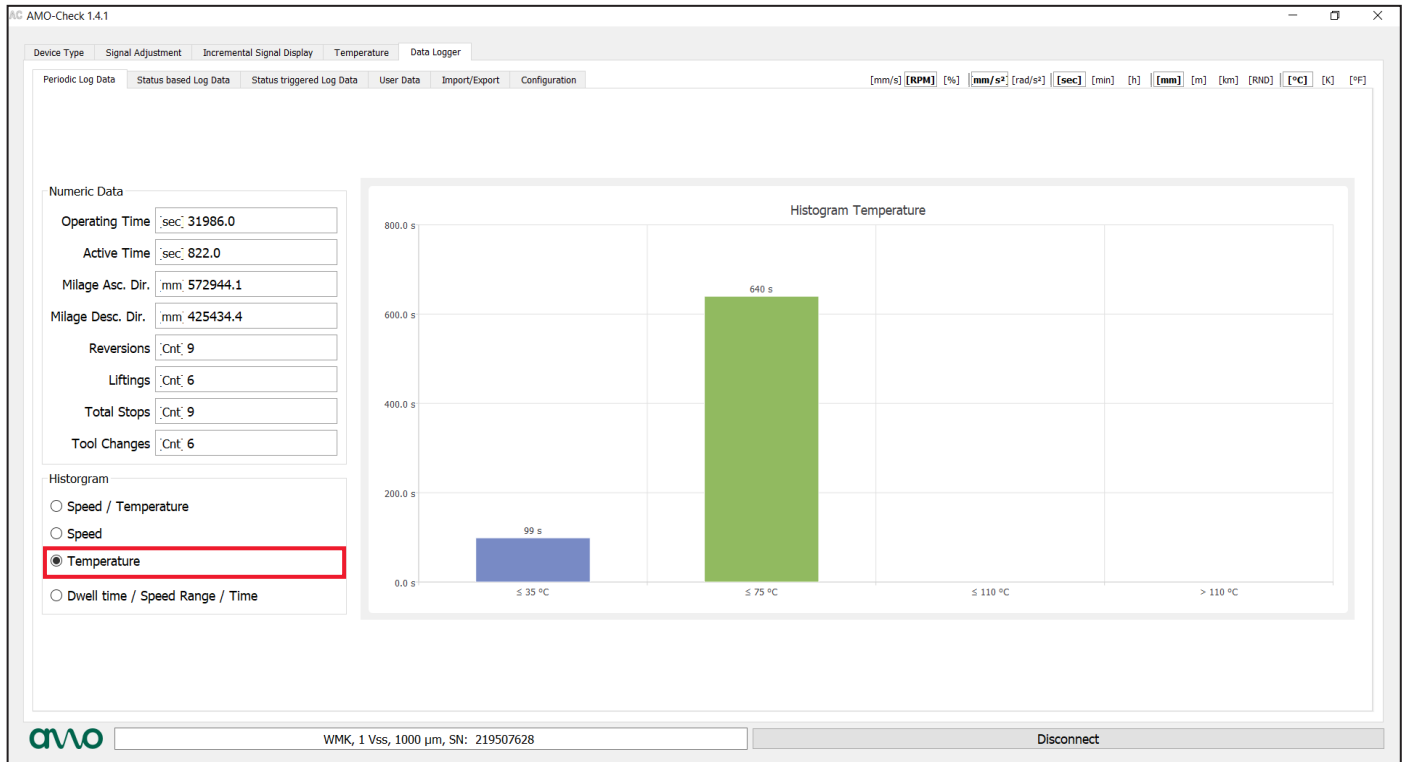 AC AMO-Check 1.4.1
Device Type Signal Adjustment Incremental Signal Display Temperature Data Logger
Periodic Log Data Status based Log Data Status triggered Log Data User Data Import/Export Configuration [mm/s] [RPM] [%] [mm/s²] [rad/s²] [sec] [min] [h] [mm] [m] [km] [RND] [°C] [K] [°F]
Numeric Data
Operating Time [sec] 31986.0
Active Time [sec] 822.0
Milage Asc. Dir. [mm] 572944.1
Milage Desc. Dir. [mm] 425434.4
Reversions [Cnt] 9
Liftings [Cnt] 6
Total Stops [Cnt] 9
Tool Changes [Cnt] 6
Historgram
Speed / Temperature
Speed
Temperature
Dwell time / Speed Range / Time
Histogram Temperature
800.0 s
640 s
600.0 s
400.0 s
200.0 s
99 s
0.0 s
≤ 35 °C ≤ 75 °C ≤ 110 °C > 110 °C
amo WMK, 1 Vss, 1000 µm, SN: 219507628 Disconnect